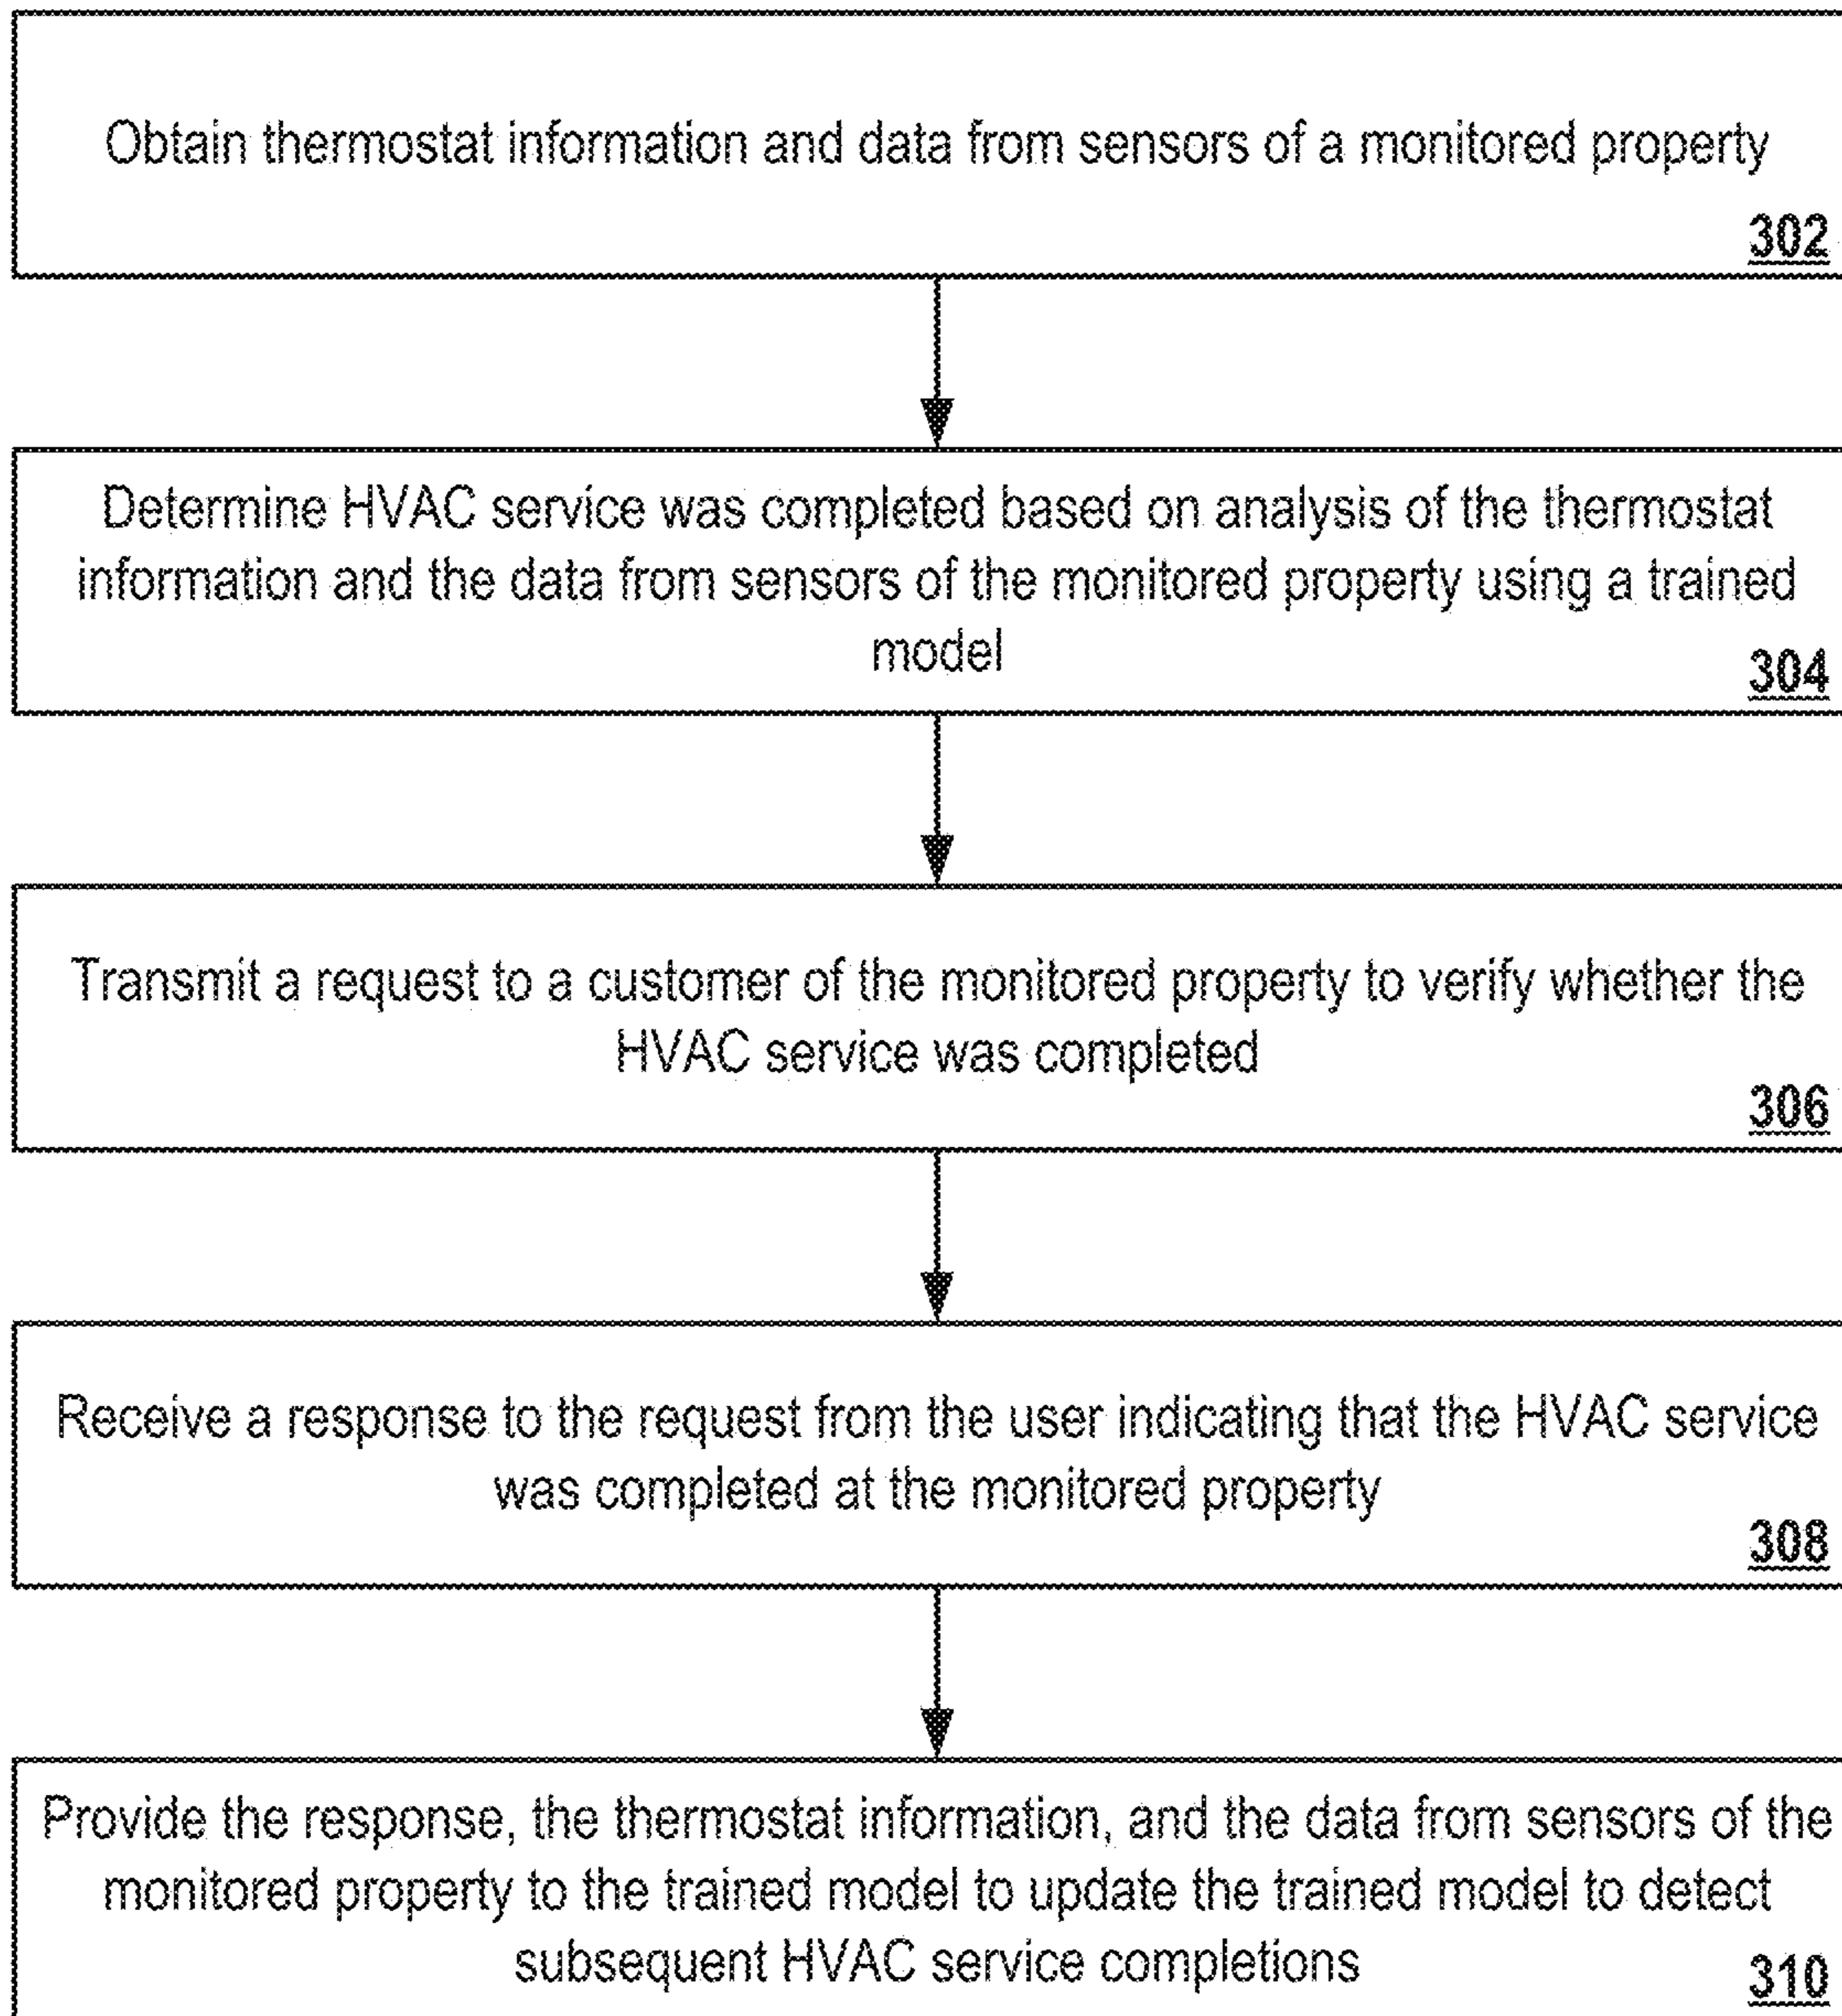 Obtain thermostat information and data from sensors of a monitored property
302
Determine HVAC service was completed based on analysis of the thermostat
information and the data from sensors of the monitored property using a trained
model
304
Transmit a request to a customer of the monitored property to verify whether the
HVAC service was completed
306
Receive a response to the request from the user indicating that the HVAC service
was completed at the monitored property
308
Provide the response, the thermostat information, and the data from sensors of the
monitored property to the trained model to update the trained model to detect
subsequent HVAC service completions
310